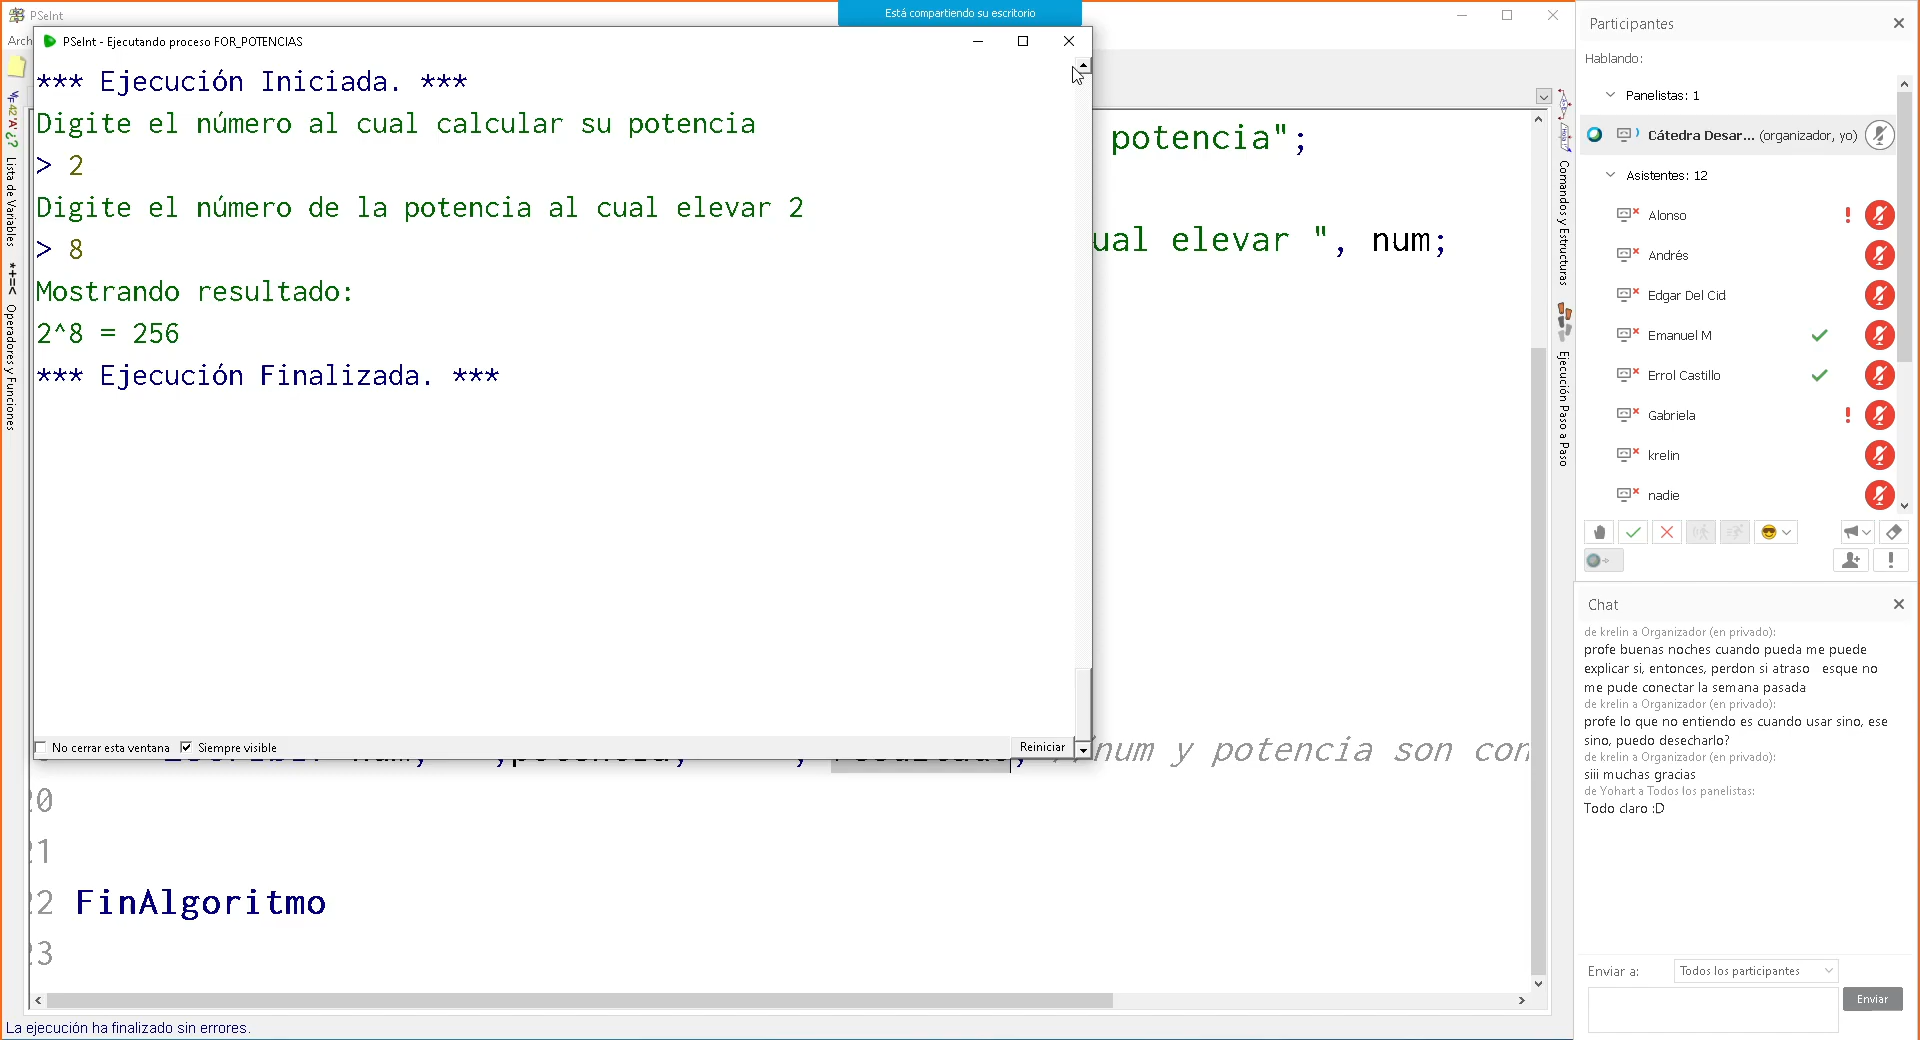 PSeInt
Está compartiendo su escritorio
Arch
PSeInt - Ejecutando proceso FOR_POTENCIAS
*** Ejecución Iniciada. ***
Digite el número al cual calcular su potencia
> 2
Digite el número de la potencia al cual elevar 2
> 8
Mostrando resultado:
2^8 = 256
*** Ejecución Finalizada. ***
No cerrar esta ventana
Siempre visible
Reiniciar
potencia";
ual elevar ", num;
//num y potencia son con
20
21
22 FinAlgoritmo
23
La ejecución ha finalizado sin errores.
Lista de Variables
*+=< Operadores y Funciones
Comandos y Estructuras
Ejecución Paso a Paso
Participantes
Hablando:
Panelistas: 1
Cátedra Desar... (organizador, yo)
Asistentes: 12
Alonso
Andrés
Edgar Del Cid
Emanuel M
Errol Castillo
Gabriela
krelin
nadie
Chat
de krelin a Organizador (en privado):
profe buenas noches cuando pueda me puede
explicar si, entonces, perdon si atraso esque no
me pude conectar la semana pasada
de krelin a Organizador (en privado):
profe lo que no entiendo es cuando usar sino, ese
sino, puedo desecharlo?
de krelin a Organizador (en privado):
siii muchas gracias
de Yohart a Todos los panelistas:
Todo claro :D
Enviar a:
Todos los participantes
Enviar